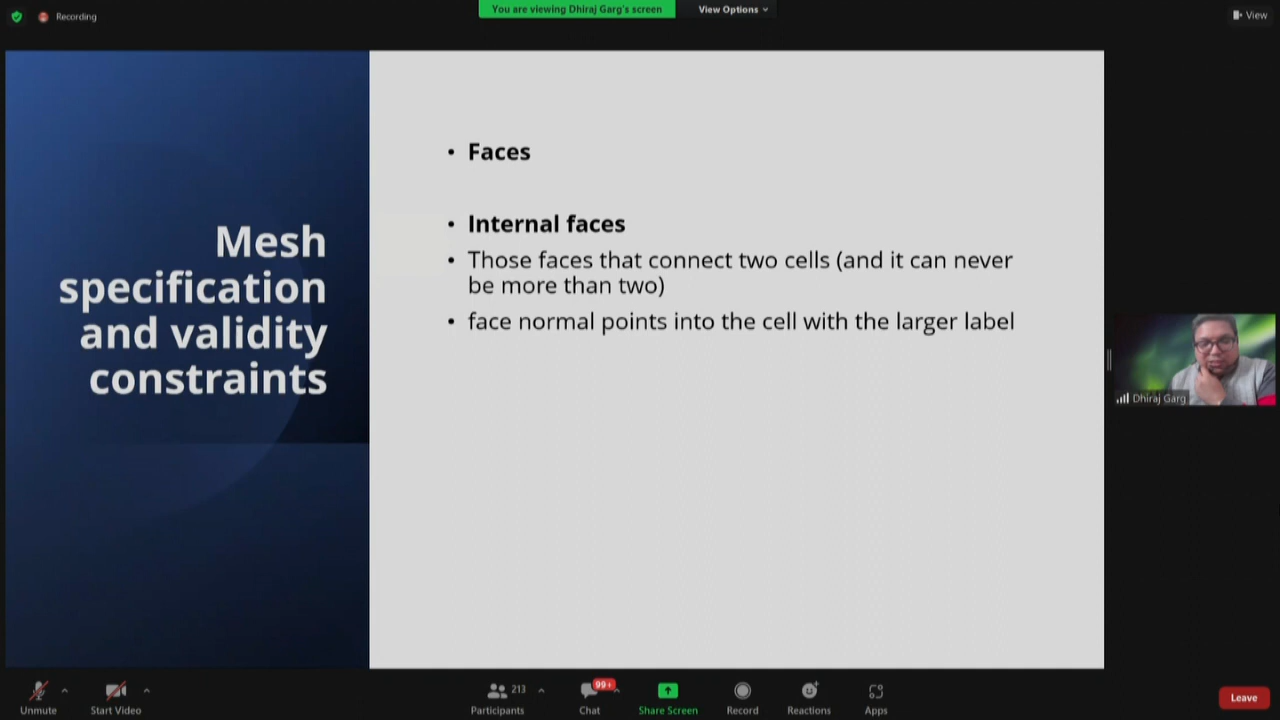 Recording
You are viewing Dhiraj Garg's screen
View Options
View
Mesh
specification
and validity
constraints
• Faces
• Internal faces
• Those faces that connect two cells (and it can never
be more than two)
• face normal points into the cell with the larger label
Dhiraj Garg
Unmute
Start Video
213
Participants
99+
Chat
Share Screen
Record
Reactions
Apps
Leave